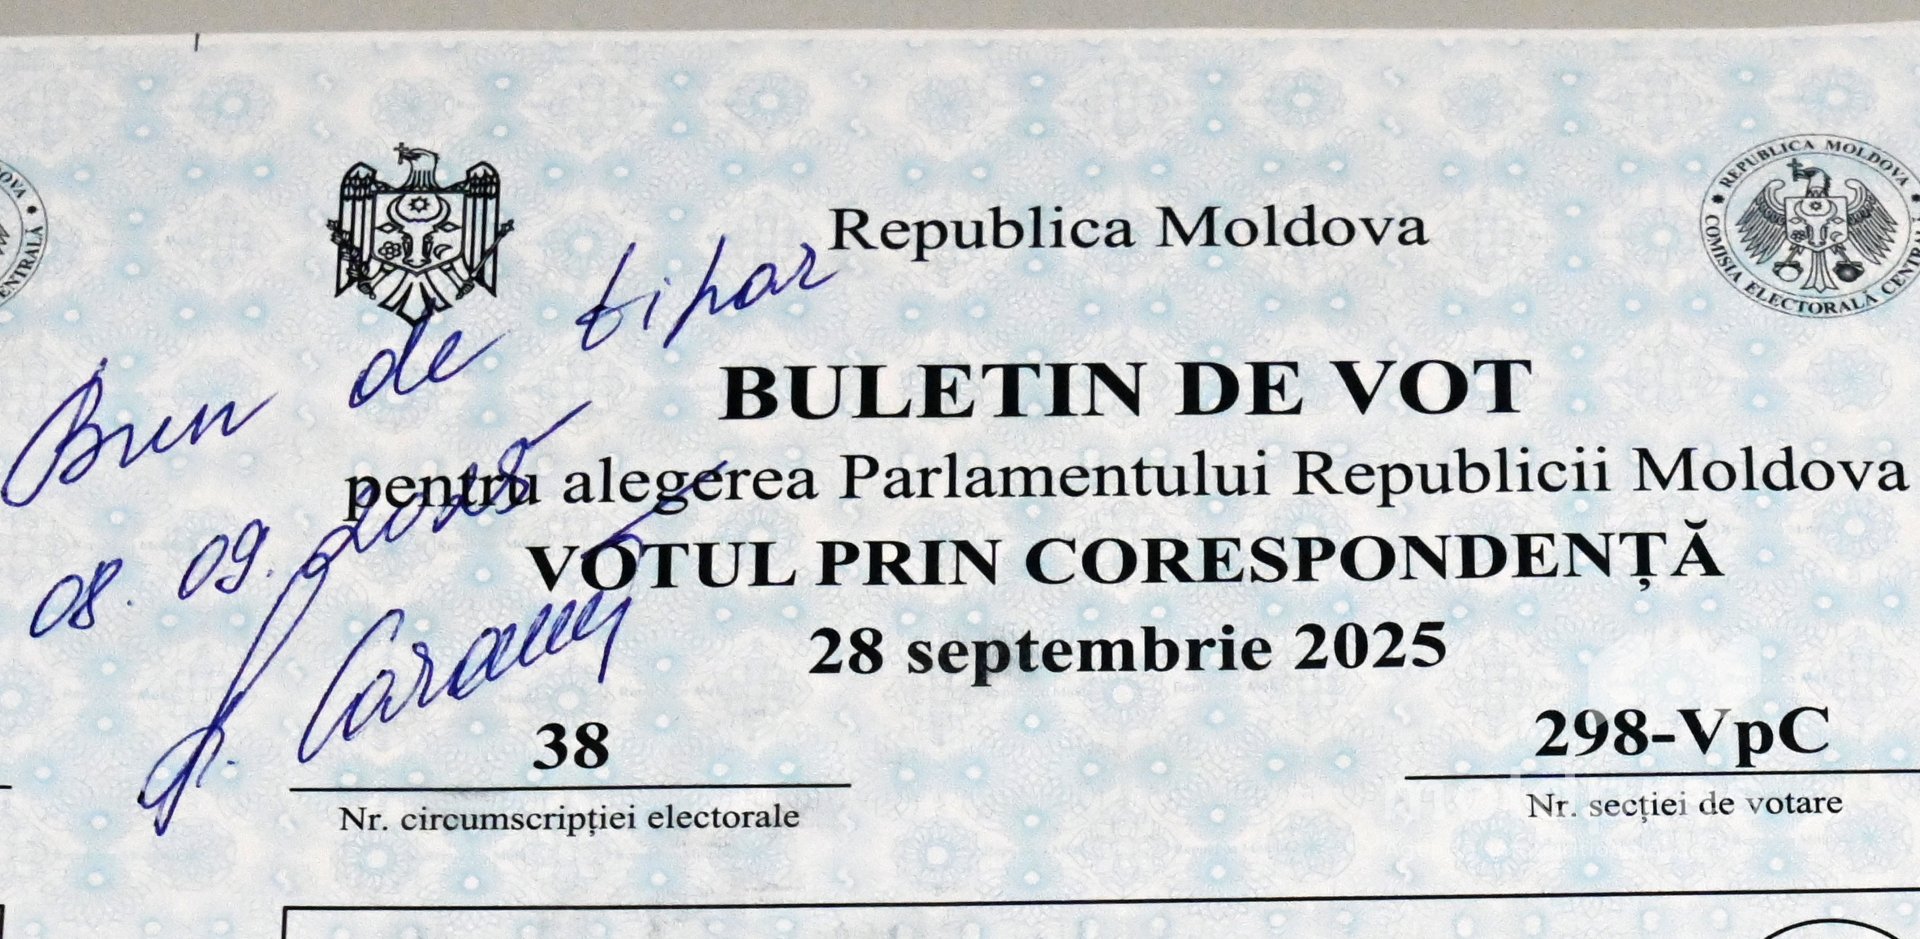 Republica Moldova
REPUBLICA MOLDOVA
COMISIA ELECTORALĂ CENTR
Bun de tipar
08.09.2025
BULETIN DE VOT
pentru alegerea Parlamentului Republicii Moldova
VOTUL PRIN CORESPONDENȚĂ
28 septembrie 2025
38
298-VpC
Nr. circumscripției electorale
Nr. secției de votare